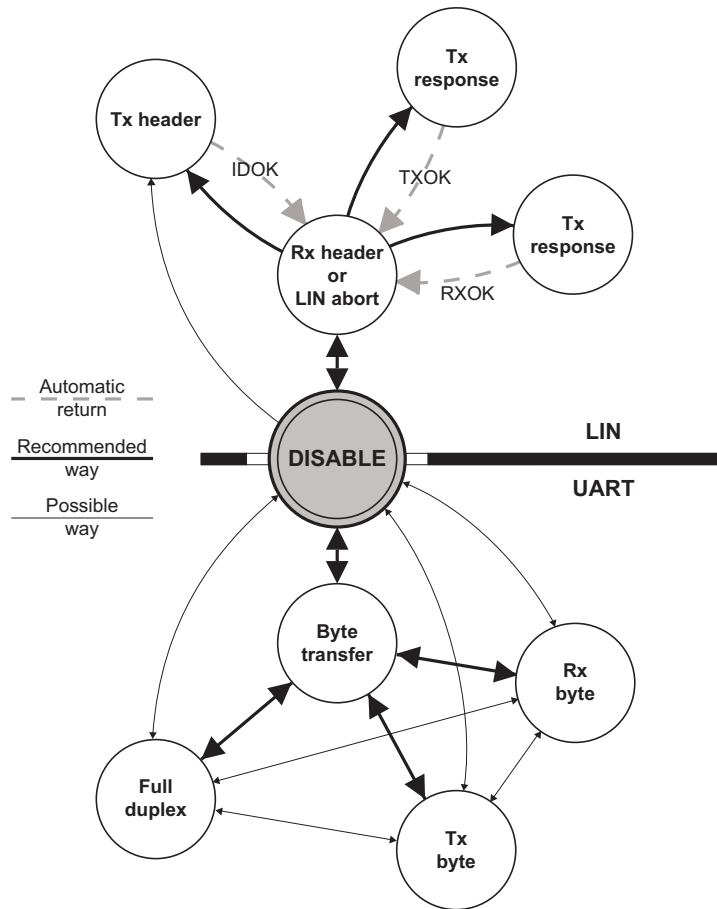 Tx
response
Tx header
IDOK
TXOK
Tx
response
Rx header
or
LIN abort
RXOK
Automatic
return
Recommended
way
Possible
way
DISABLE
LIN
UART
Byte
transfer
Rx
byte
Full
duplex
Tx
byte